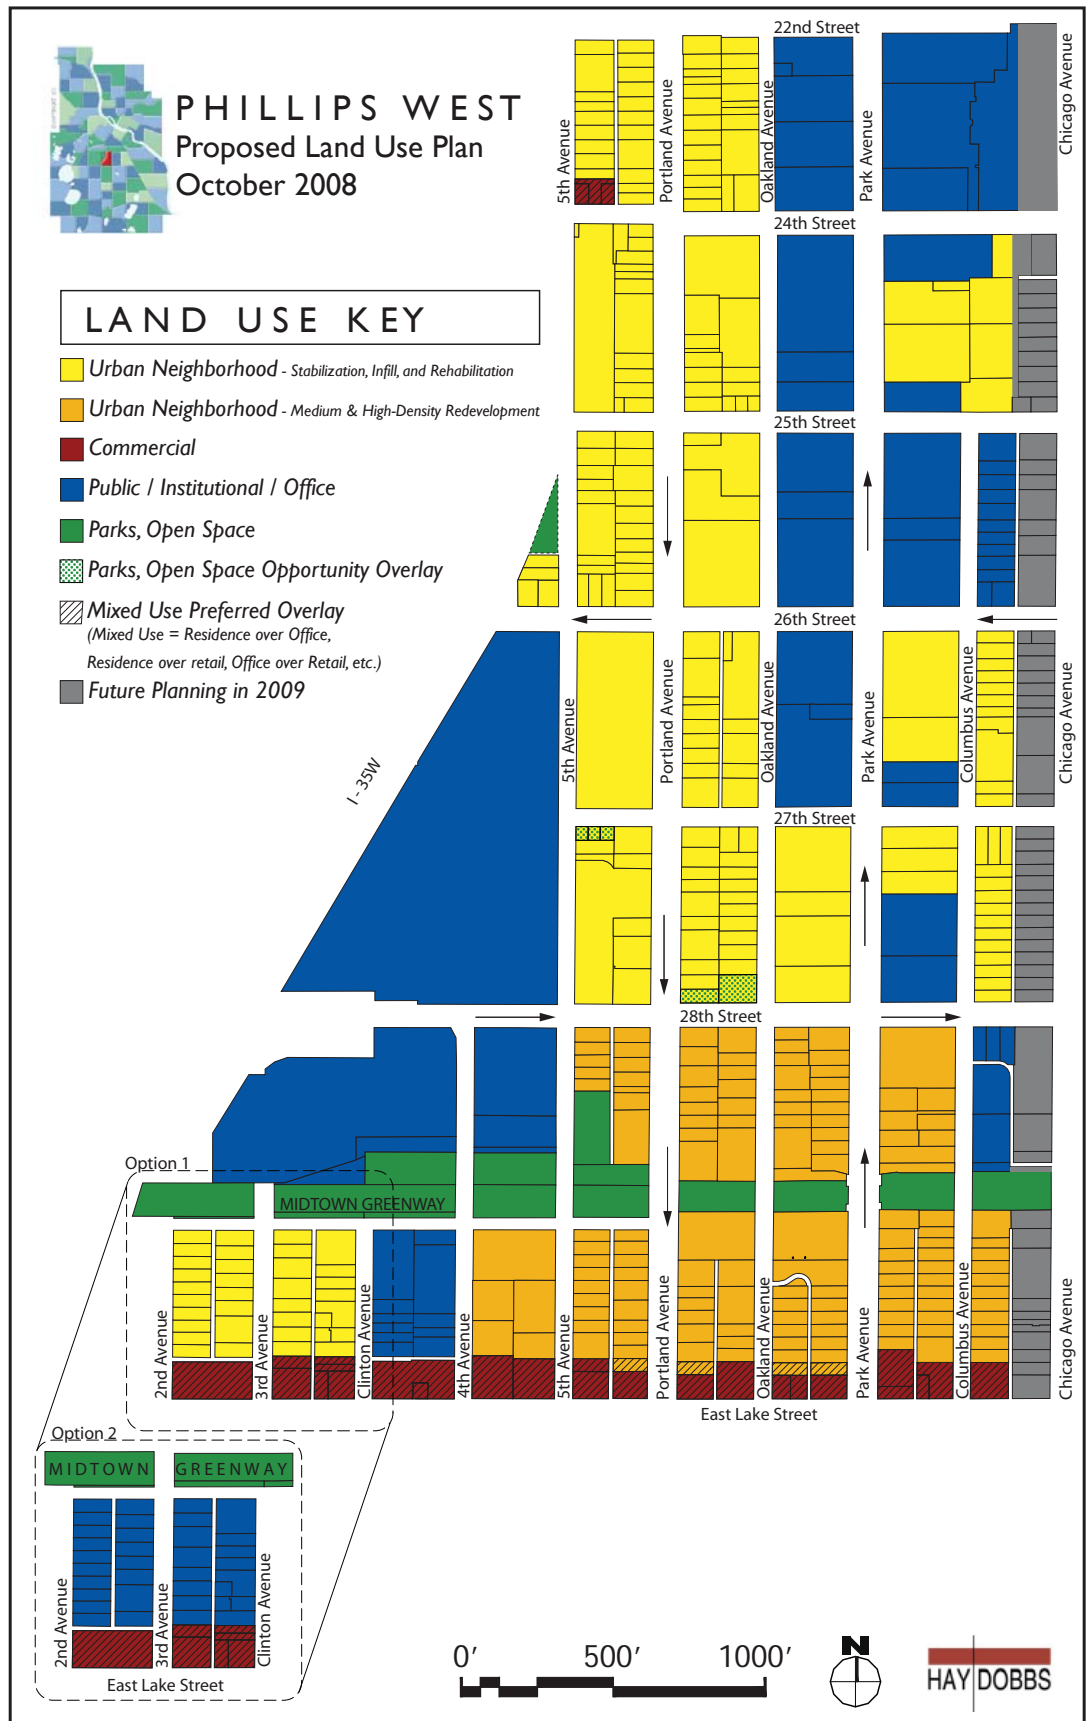 PHILLIPS WEST
Proposed Land Use Plan
October 2008
LAND USE KEY
Urban Neighborhood - Stabilization, Infill, and Rehabilitation
Urban Neighborhood - Medium & High-Density Redevelopment
Commercial
Public / Institutional / Office
Parks, Open Space
Parks, Open Space Opportunity Overlay
Mixed Use Preferred Overlay
(Mixed Use = Residence over Office,
Residence over retail, Office over Retail, etc.)
Future Planning in 2009
22nd Street
5th Avenue
Portland Avenue
Oakland Avenue
Park Avenue
Chicago Avenue
24th Street
25th Street
26th Street
I - 35W
5th Avenue
Portland Avenue
Oakland Avenue
Park Avenue
Columbus Avenue
Chicago Avenue
27th Street
28th Street
Option 1
MIDTOWN GREENWAY
2nd Avenue
3rd Avenue
Clinton Avenue
4th Avenue
5th Avenue
Portland Avenue
Oakland Avenue
Park Avenue
Columbus Avenue
Chicago Avenue
East Lake Street
Option 2
MIDTOWN GREENWAY
2nd Avenue
3rd Avenue
Clinton Avenue
East Lake Street
0' 500' 1000'
N
HAY DOBBS